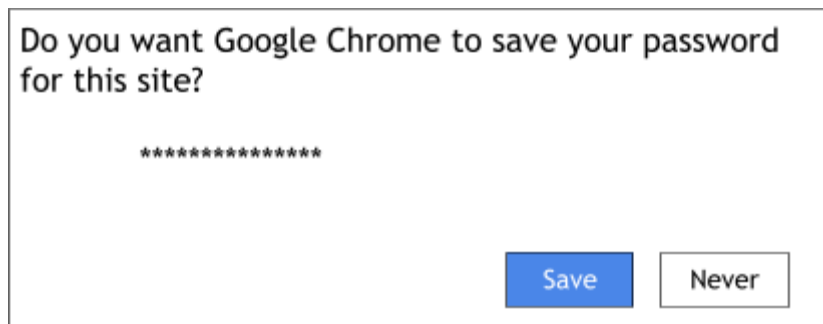 Do you want Google Chrome to save your password
for this site?
***************
Save Never